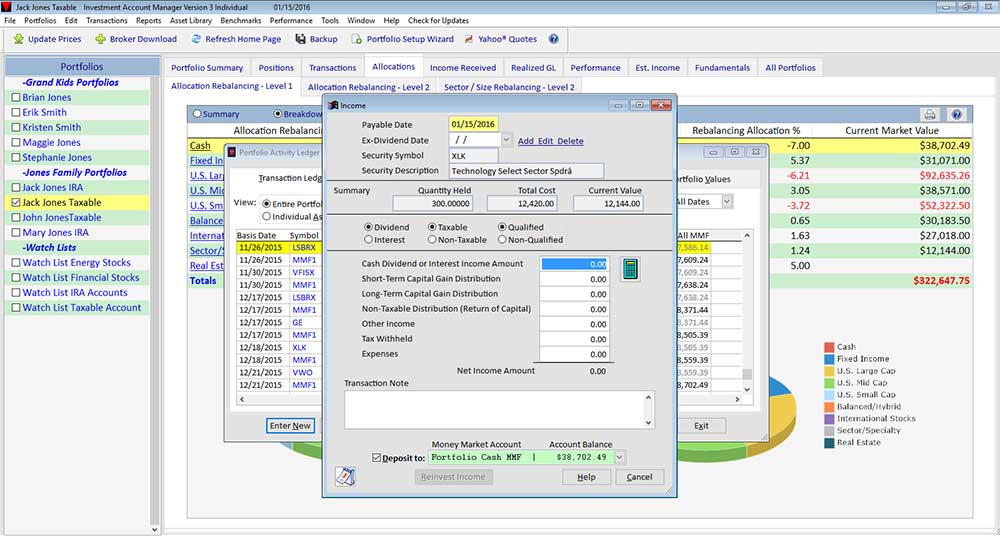 Jack Jones Taxable Investment Account Manager Version 3 Individual 01/15/2016
File Portfolios Edit Transactions Reports Asset Library Benchmarks Performance Tools Window Help Check for Updates
Update Prices Broker Download Refresh Home Page Backup Portfolio Setup Wizard Yahoo® Quotes
Portfolios
-Grand Kids Portfolios
Brian Jones
Erik Smith
Kristen Smith
Maggie Jones
Stephanie Jones
-Jones Family Portfolios
Jack Jones IRA
Jack Jones Taxable
John JonesTaxable
Mary Jones IRA
-Watch Lists
Watch List Energy Stocks
Watch List Financial Stocks
Watch List IRA Accounts
Watch List Taxable Account
Portfolio Summary Positions Transactions Allocations Income Received Realized GL Performance Est. Income Fundamentals All Portfolios
Allocation Rebalancing - Level 1 Allocation Rebalancing - Level 2 Sector / Size Rebalancing - Level 2
Summary Breakdow
Allocation Rebalancing Rebalancing Allocation % Current Market Value
Cash -7.00 $38,702.49
Fixed In 5.37 $31,071.00
U.S. Larg -6.21 $92,635.26
U.S. Mid 3.05 $38,571.00
U.S. Sm -3.72 $52,322.50
Balance 0.65 $30,183.50
Internat 1.63 $27,018.00
Sector/S 1.24 $12,144.00
Real Est 5.00
Totals $322,647.75
Portfolio Activity Ledger
Transaction Ledg rtfolio Values
View: Entire Portfo All Dates
Individual As
Basis Date Symbol All MMF
11/26/2015 LSBRX 7,586.14
11/26/2015 MMF1 7,609.24
11/30/2015 VFISX 7,609.24
11/30/2015 MMF1 7,638.24
12/17/2015 LSBRX 7,638.24
12/17/2015 MMF1 8,371.44
12/17/2015 GE 8,371.44
12/17/2015 MMF1 8,505.39
12/18/2015 XLK 8,505.39
12/18/2015 MMF1 8,559.39
12/21/2015 VWO 8,559.39
12/21/2015 MMF1 8,702.49
Enter New Exit
Income
Payable Date 01/15/2016
Ex-Dividend Date / / Add Edit Delete
Security Symbol XLK
Security Description Technology Select Sector Spdrâ
Summary Quantity Held Total Cost Current Value
300.00000 12,420.00 12,144.00
Dividend Taxable Qualified
Interest Non-Taxable Non-Qualified
Cash Dividend or Interest Income Amount 0.00
Short-Term Capital Gain Distribution 0.00
Long-Term Capital Gain Distribution 0.00
Non-Taxable Distribution (Return of Capital) 0.00
Other Income 0.00
Tax Withheld 0.00
Expenses 0.00
Net Income Amount 0.00
Transaction Note
Money Market Account Account Balance
Deposit to: Portfolio Cash MMF | $38,702.49
Reinvest Income Help Cancel
Cash
Fixed Income
U.S. Large Cap
U.S. Mid Cap
U.S. Small Cap
Balanced/Hybrid
International Stocks
Sector/Specialty
Real Estate